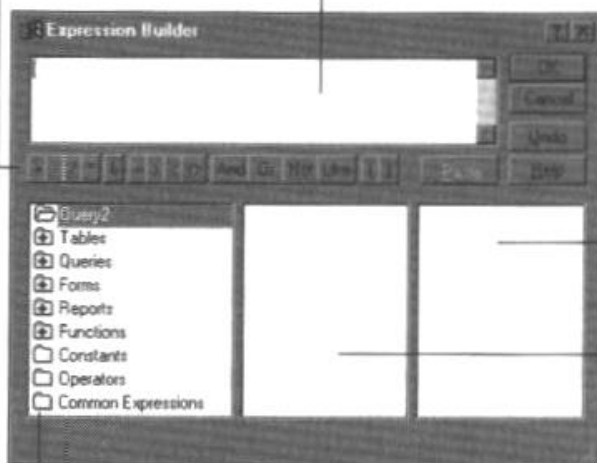 Expression Builder
OK
Cancel
Undo
And Or Not Like ( )
Paste
Help
Query2
Tables
Queries
Forms
Reports
Functions
Constants
Operators
Common Expressions